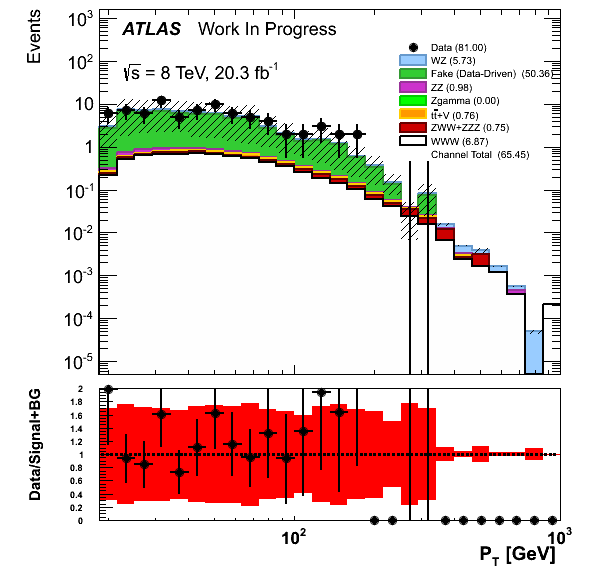 Events
ATLAS Work In Progress
√s = 8 TeV, 20.3 fb⁻¹
Data (81.00)
WZ (5.73)
Fake (Data-Driven) (50.36)
ZZ (0.98)
Zgamma (0.00)
tt̄+V (0.76)
ZWW+ZZZ (0.75)
WWW (6.87)
Channel Total (65.45)
10³
10²
10
1
10⁻¹
10⁻²
10⁻³
10⁻⁴
10⁻⁵
Data/Signal+BG
2
1.8
1.6
1.4
1.2
1
0.8
0.6
0.4
0.2
0
10² 10³
P_T [GeV]